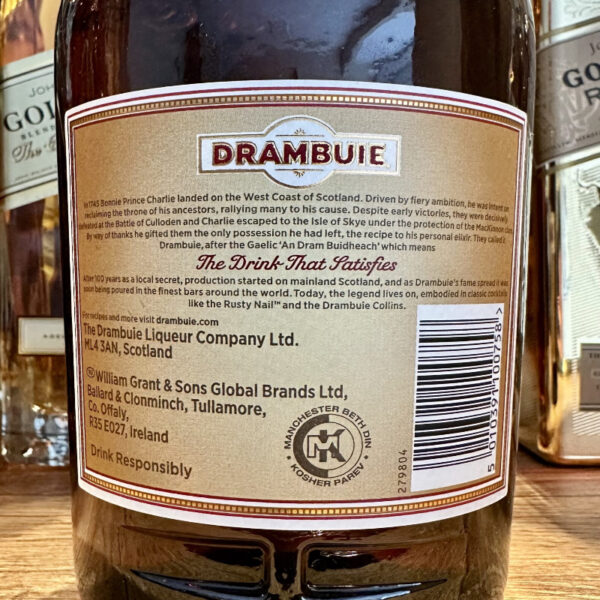 DRAMBUIE
In 1745 Bonnie Prince Charlie landed on the West Coast of Scotland. Driven by fiery ambition, he was intent on
reclaiming the throne of his ancestors, rallying many to his cause. Despite early victories, they were decisively
defeated at the Battle of Culloden and Charlie escaped to the Isle of Skye under the protection of the MacKinnon clan.
By way of thanks he gifted them the only possession he had left, the recipe to his personal elixir. They called it
Drambuie, after the Gaelic 'An Dram Buidheach' which means
The Drink That Satisfies
After 100 years as a local secret, production started on mainland Scotland, and as Drambuie's fame spread it was
soon being poured in the finest bars around the world. Today, the legend lives on, embodied in classic cocktails
like the Rusty Nail™ and the Drambuie Collins.
For recipes and more visit drambuie.com
The Drambuie Liqueur Company Ltd.
ML4 3AN, Scotland
William Grant & Sons Global Brands Ltd,
Ballard & Clonminch, Tullamore,
Co. Offaly,
R35 E027, Ireland
Drink Responsibly
MANCHESTER BETH DIN
MK
• KOSHER PAREV •
279804
5 010391 100758 >
JOH
GOL
BLEND
The
GO
R